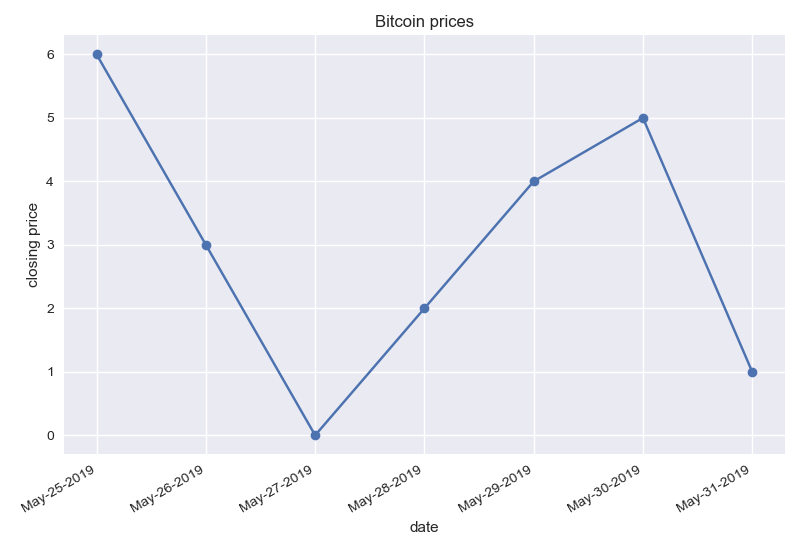 Bitcoin prices
6
5
4
3
2
1
0
closing price
May-25-2019
May-26-2019
May-27-2019
May-28-2019
May-29-2019
May-30-2019
May-31-2019
date